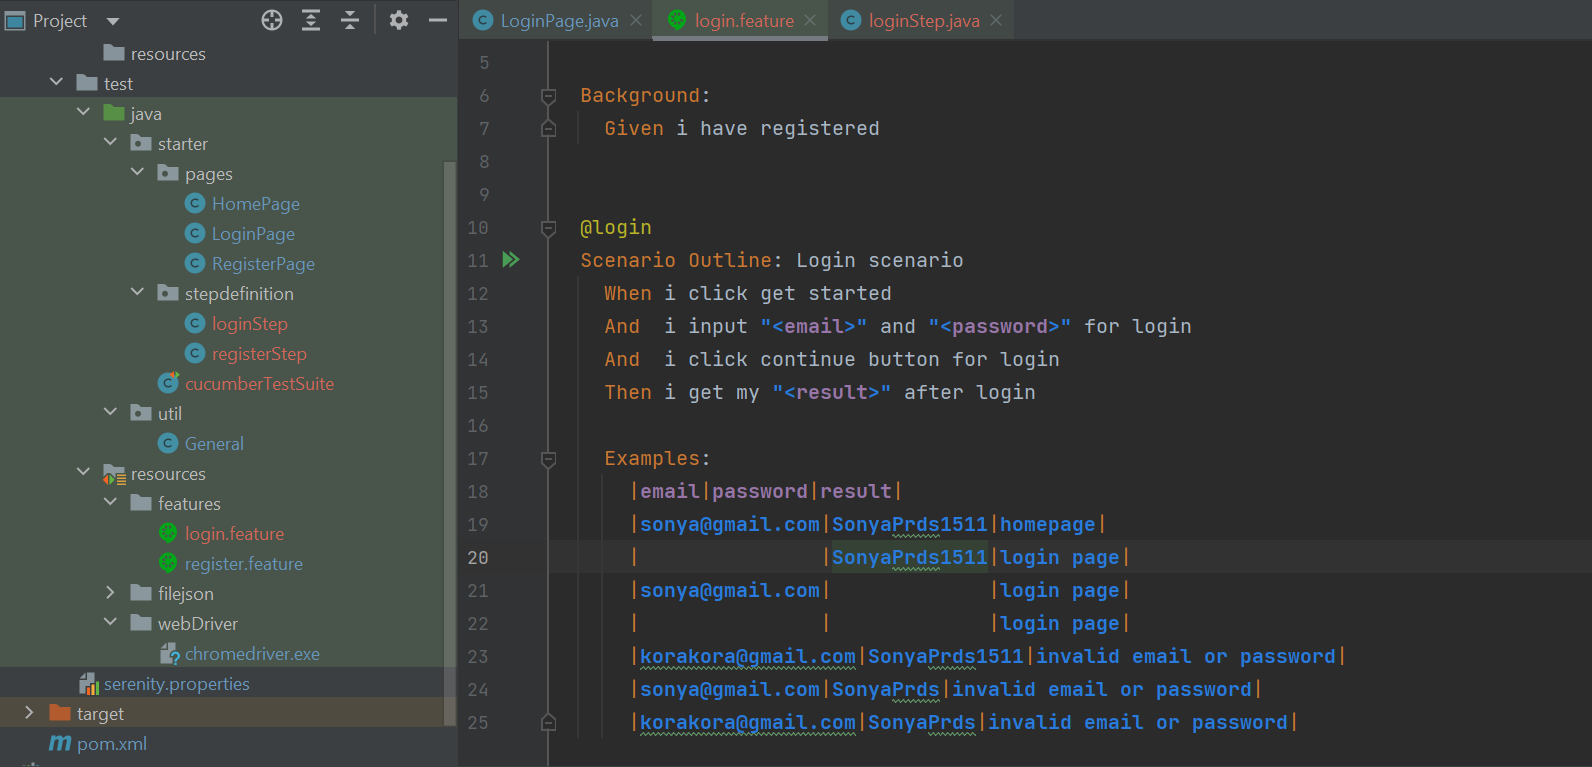 Project
resources
test
java
starter
pages
HomePage
LoginPage
RegisterPage
stepdefinition
loginStep
registerStep
cucumberTestSuite
util
General
resources
features
login.feature
register.feature
filejson
webDriver
chromedriver.exe
serenity.properties
target
pom.xml
LoginPage.java
login.feature
loginStep.java
5
6 Background:
7 Given i have registered
8
9
10 @login
11 Scenario Outline: Login scenario
12 When i click get started
13 And  i input "<email>" and "<password>" for login
14 And  i click continue button for login
15 Then i get my "<result>" after login
16
17 Examples:
18 |email|password|result|
19 |sonya@gmail.com|SonyaPrds1511|homepage|
20 |               |SonyaPrds1511|login page|
21 |sonya@gmail.com|             |login page|
22 |               |             |login page|
23 |korakora@gmail.com|SonyaPrds1511|invalid email or password|
24 |sonya@gmail.com|SonyaPrds|invalid email or password|
25 |korakora@gmail.com|SonyaPrds|invalid email or password|